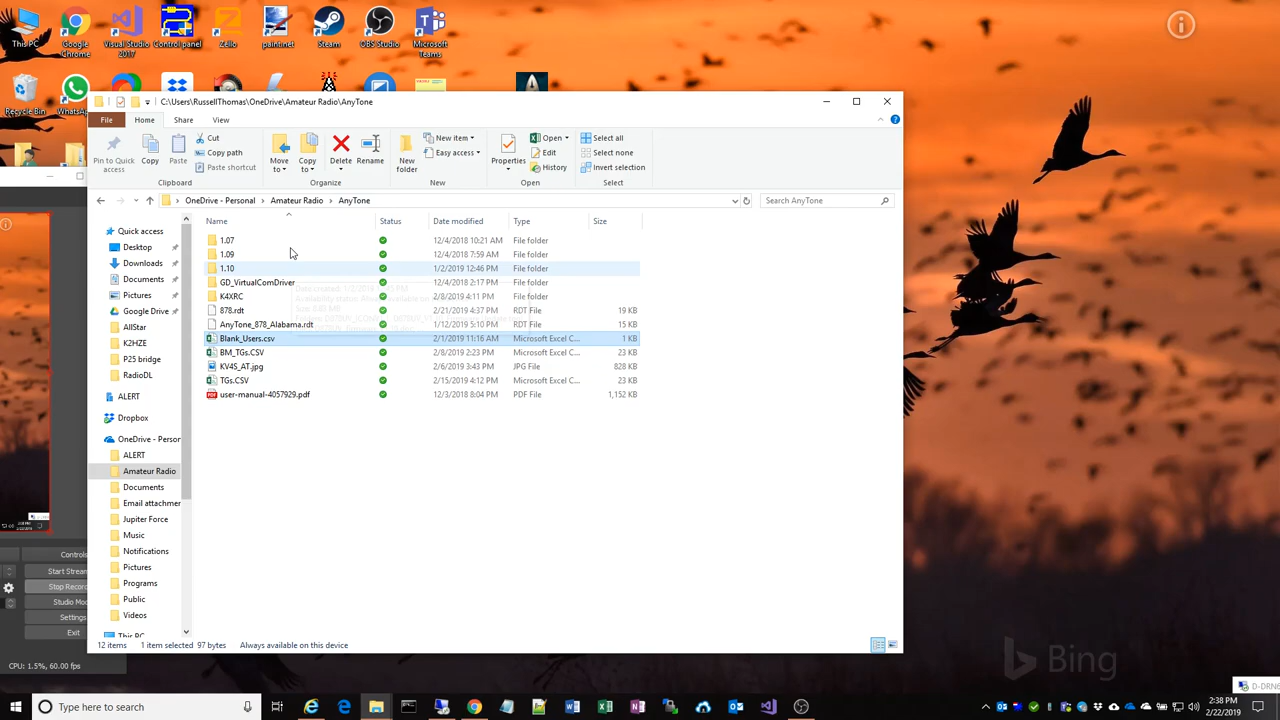 This PC
Google Chrome
Visual Studio 2017
Control panel
Zello
paint.net
Steam
OBS Studio
Microsoft Teams
Recycle Bin
WhatsA
C:\Users\RussellThomas\OneDrive\Amateur Radio\AnyTone
File
Home
Share
View
Pin to Quick access
Copy
Paste
Cut
Copy path
Paste shortcut
Clipboard
Move to
Copy to
Delete
Rename
Organize
New folder
New item
Easy access
New
Properties
Open
Edit
History
Open
Select all
Select none
Invert selection
Select
OneDrive - Personal > Amateur Radio > AnyTone
Search AnyTone
Name Status Date modified Type Size
1.07 12/4/2018 10:21 AM File folder
1.09 12/4/2018 7:59 AM File folder
1.10 1/2/2019 12:46 PM File folder
GD_VirtualComDriver 12/4/2018 2:17 PM File folder
K4XRC 2/8/2019 4:11 PM File folder
878.rdt 2/21/2019 4:37 PM RDT File 19 KB
AnyTone_878_Alabama.rdt 1/12/2019 5:10 PM RDT File 15 KB
Blank_Users.csv 2/1/2019 11:16 AM Microsoft Excel C... 1 KB
BM_TGs.CSV 2/8/2019 2:23 PM Microsoft Excel C... 23 KB
KV4S_AT.jpg 2/6/2019 3:43 PM JPG File 828 KB
TGs.CSV 2/15/2019 4:12 PM Microsoft Excel C... 23 KB
user-manual-4057929.pdf 12/3/2018 8:04 PM PDF File 1,152 KB
Quick access
Desktop
Downloads
Documents
Pictures
Google Drive
AllStar
K2HZE
P25 bridge
RadioDL
ALERT
Dropbox
OneDrive - Person
ALERT
Amateur Radio
Documents
Email attachmen
Jupiter Force
Music
Notifications
Pictures
Programs
Public
Videos
This PC
12 items 1 item selected 97 bytes Always available on this device
Controls
Start Stream
Stop Record
Studio Mod
Settings
Exit
CPU: 1.5%, 60.00 fps
Bing
D-DRN6
Type here to search
2:38 PM
2/22/2019